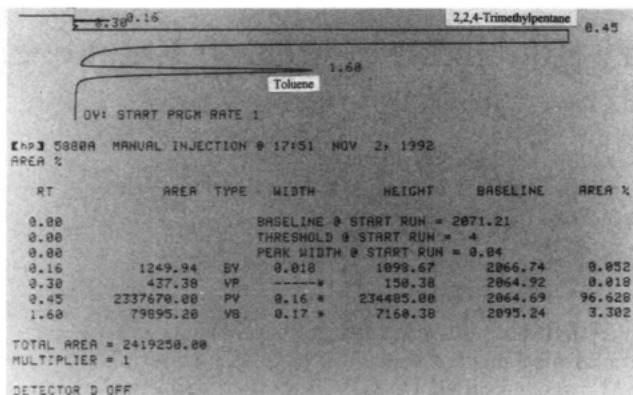 0.30 0.16
2,2,4-Trimethylpentane
0.45
1.60
Toluene
OV: START PRGM RATE 1
[hp] 5880A MANUAL INJECTION @ 17:51 NOV 2, 1992
AREA %
RT AREA TYPE WIDTH HEIGHT BASELINE AREA %
0.00 BASELINE @ START RUN = 2071.21
0.00 THRESHOLD @ START RUN = 4
0.00 PEAK WIDTH @ START RUN = 0.04
0.16 1249.94 BV 0.018 1098.67 2066.74 0.052
0.30 437.38 VP -----* 150.38 2064.92 0.018
0.45 2337670.00 PV 0.16 * 234485.00 2064.69 96.628
1.60 79895.20 VB 0.17 * 7160.38 2095.24 3.302
TOTAL AREA = 2419250.00
MULTIPLIER = 1
DETECTOR D OFF